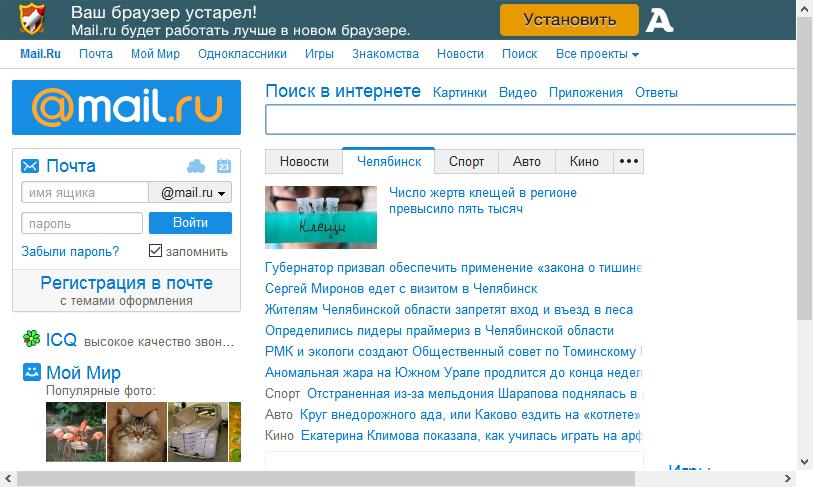 Ваш браузер устарел!
Mail.ru будет работать лучше в новом браузере.
Установить
Mail.Ru Почта Мой Мир Одноклассники Игры Знакомства Новости Поиск Все проекты
@mail.ru
Поиск в интернете Картинки Видео Приложения Ответы
Почта
23
имя ящика @mail.ru
пароль Войти
Забыли пароль? запомнить
Регистрация в почте
с темами оформления
ICQ высокое качество звон...
Мой Мир
Популярные фото:
Новости Челябинск Спорт Авто Кино •••
Клещи
Число жертв клещей в регионе
превысило пять тысяч
Губернатор призвал обеспечить применение «закона о тишине
Сергей Миронов едет с визитом в Челябинск
Жителям Челябинской области запретят вход и въезд в леса
Определились лидеры праймериз в Челябинской области
РМК и экологи создают Общественный совет по Томинскому
Аномальная жара на Южном Урале продлится до конца недел
Спорт Отстраненная из-за мельдония Шарапова поднялась в
Авто Круг внедорожного ада, или Каково ездить на «котлете»
Кино Екатерина Климова показала, как училась играть на арф
Игры